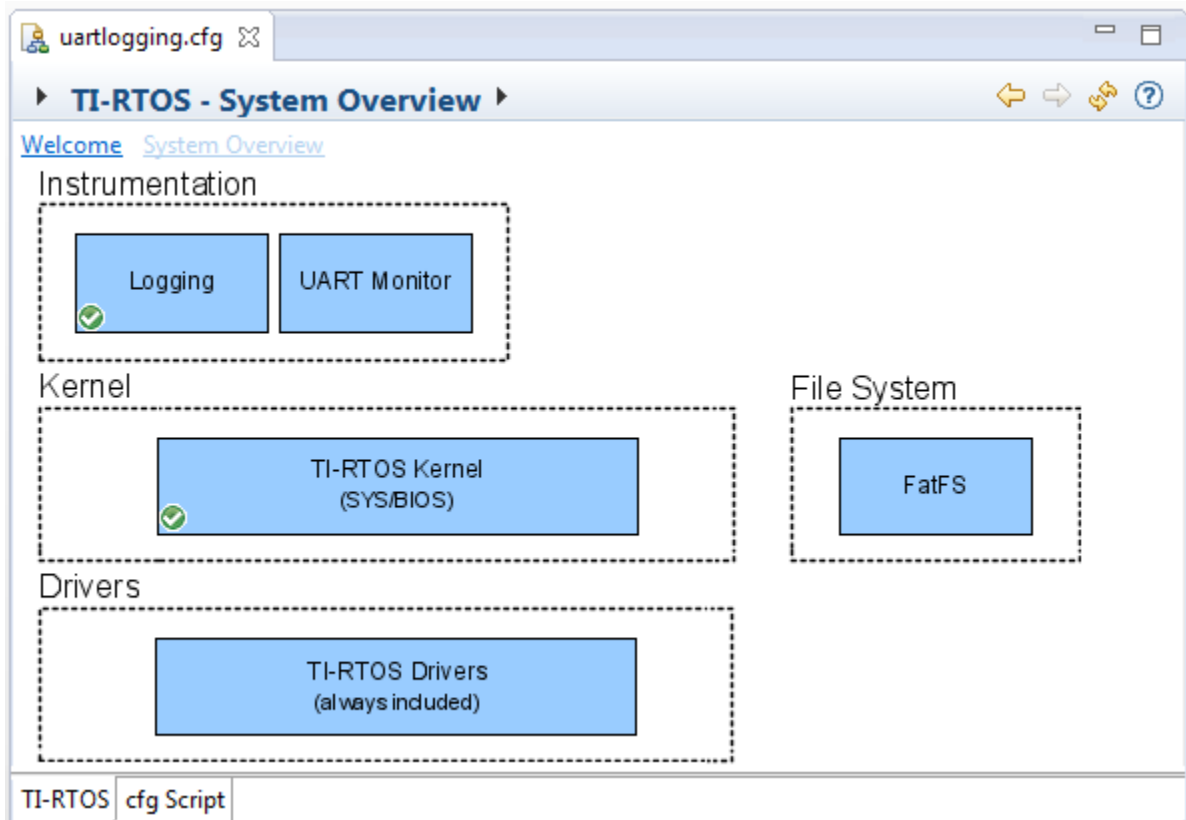 uartlogging.cfg
TI-RTOS - System Overview
Welcome System Overview
Instrumentation
Logging
UART Monitor
Kernel
TI-RTOS Kernel
(SYS/BIOS)
File System
FatFS
Drivers
TI-RTOS Drivers
(always included)
TI-RTOS
cfg Script